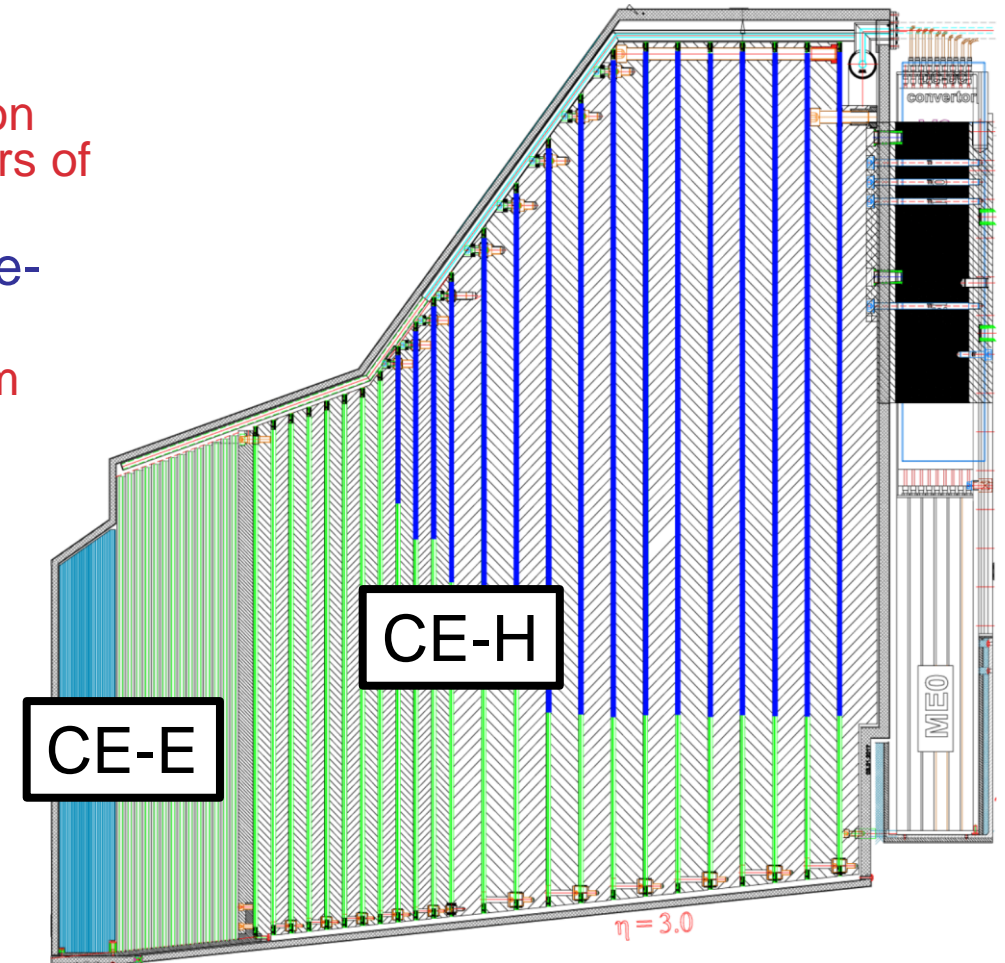 on
rs of
e-
n
convertor
CE-H
CE-E
ME0
η = 3.0